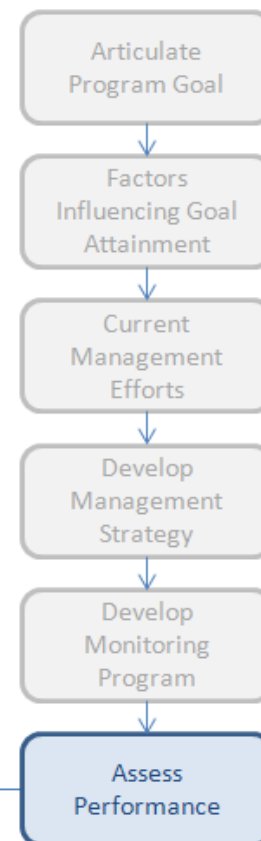 Articulate
Program Goal
Factors
Influencing Goal
Attainment
Current
Management
Efforts
Develop
Management
Strategy
Develop
Monitoring
Program
Assess
Performance